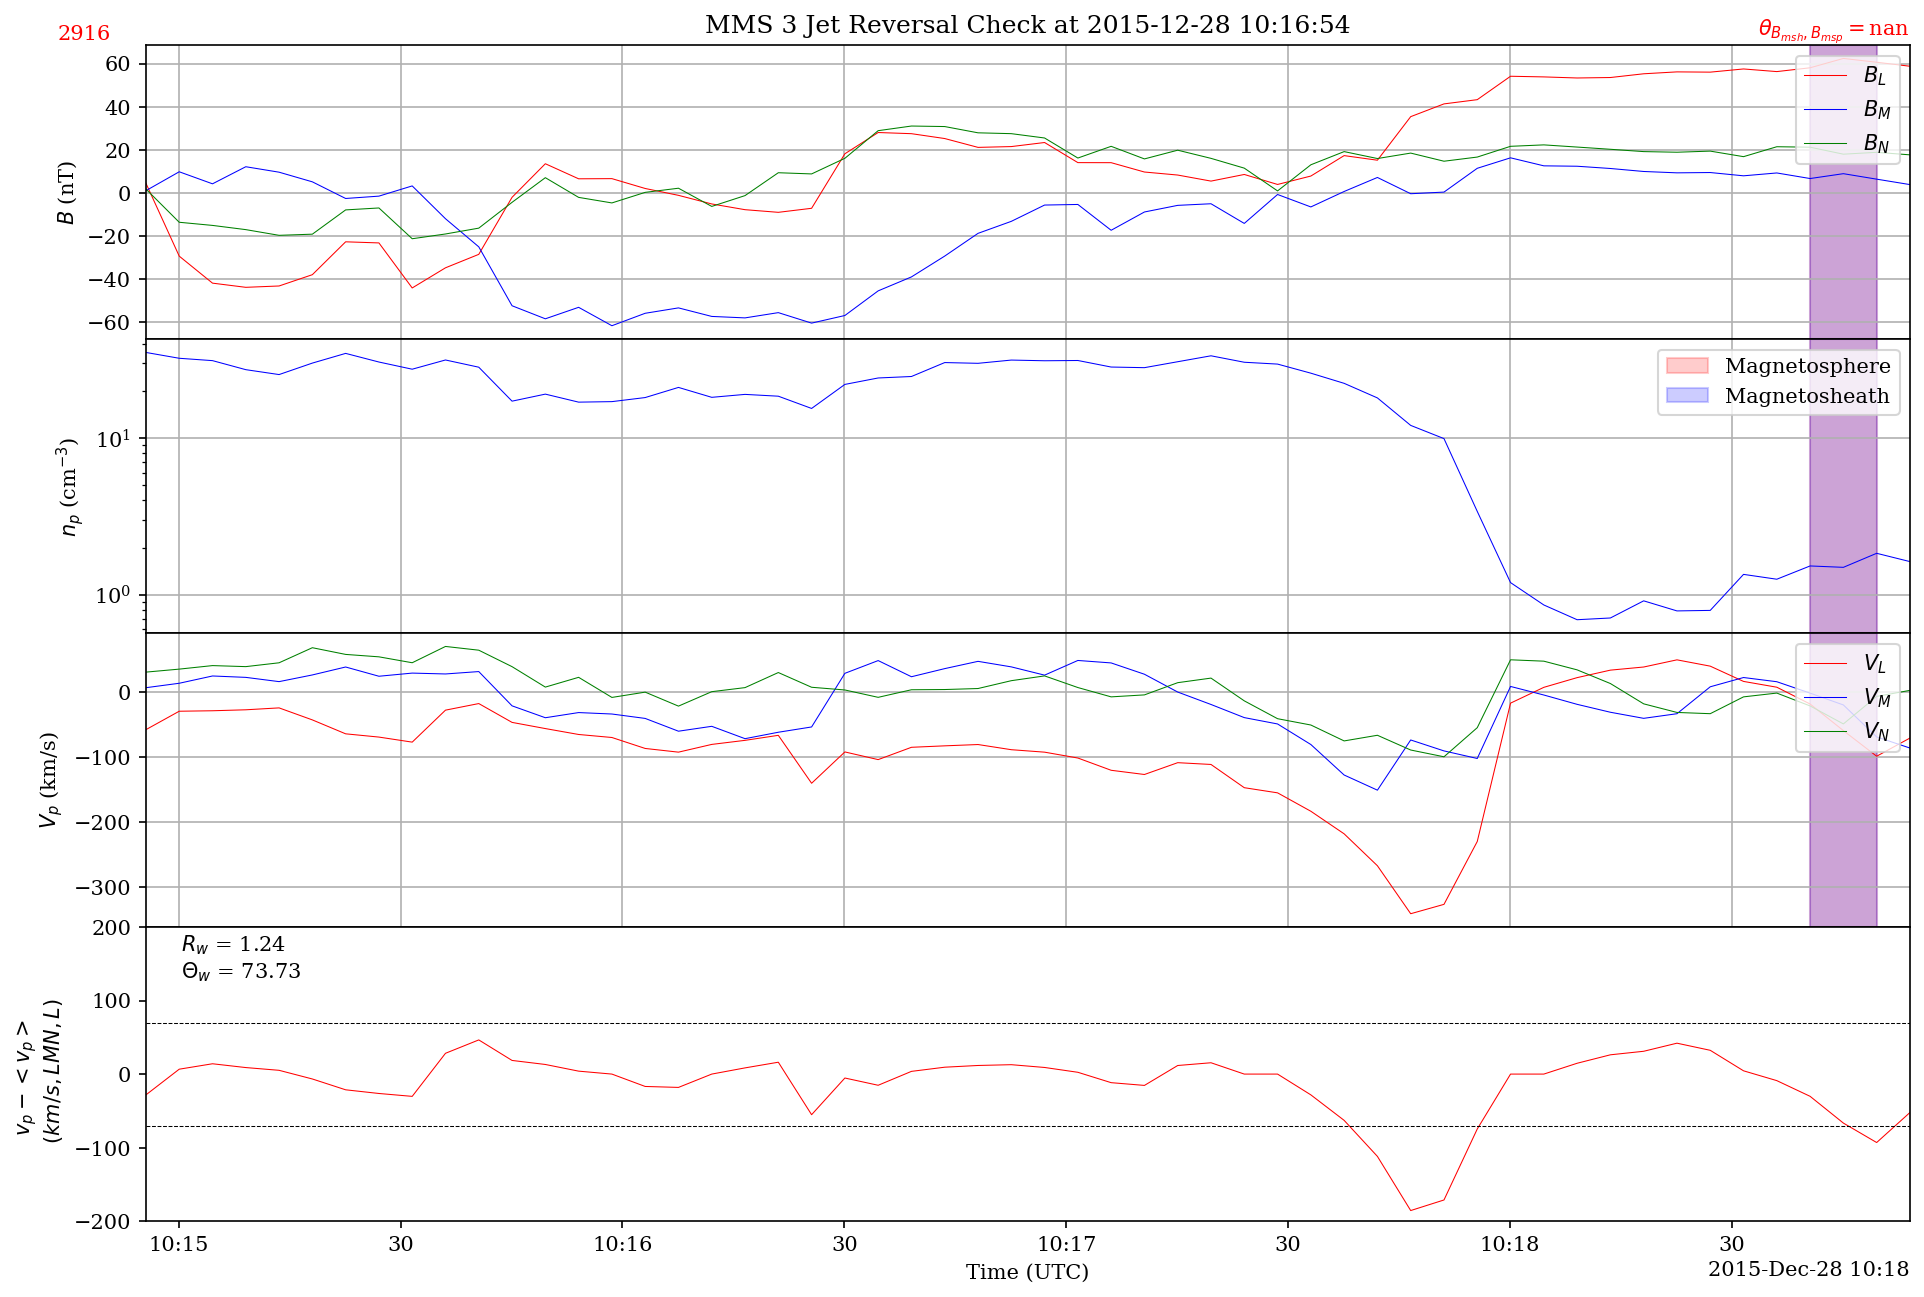 MMS 3 Jet Reversal Check at 2015-12-28 10:16:54
2916
θ_{B_{msh}, B_{msp}} = nan
60
40
20
0
−20
−40
−60
B (nT)
B_L
B_M
B_N
10^1
10^0
n_p (cm^{−3})
Magnetosphere
Magnetosheath
0
−100
−200
−300
V_p (km/s)
V_L
V_M
V_N
200
100
0
−100
−200
v_p − < v_p >
(km/s, LMN, L)
R_w = 1.24
Θ_w = 73.73
10:15
30
10:16
30
10:17
30
10:18
30
Time (UTC)
2015-Dec-28 10:18